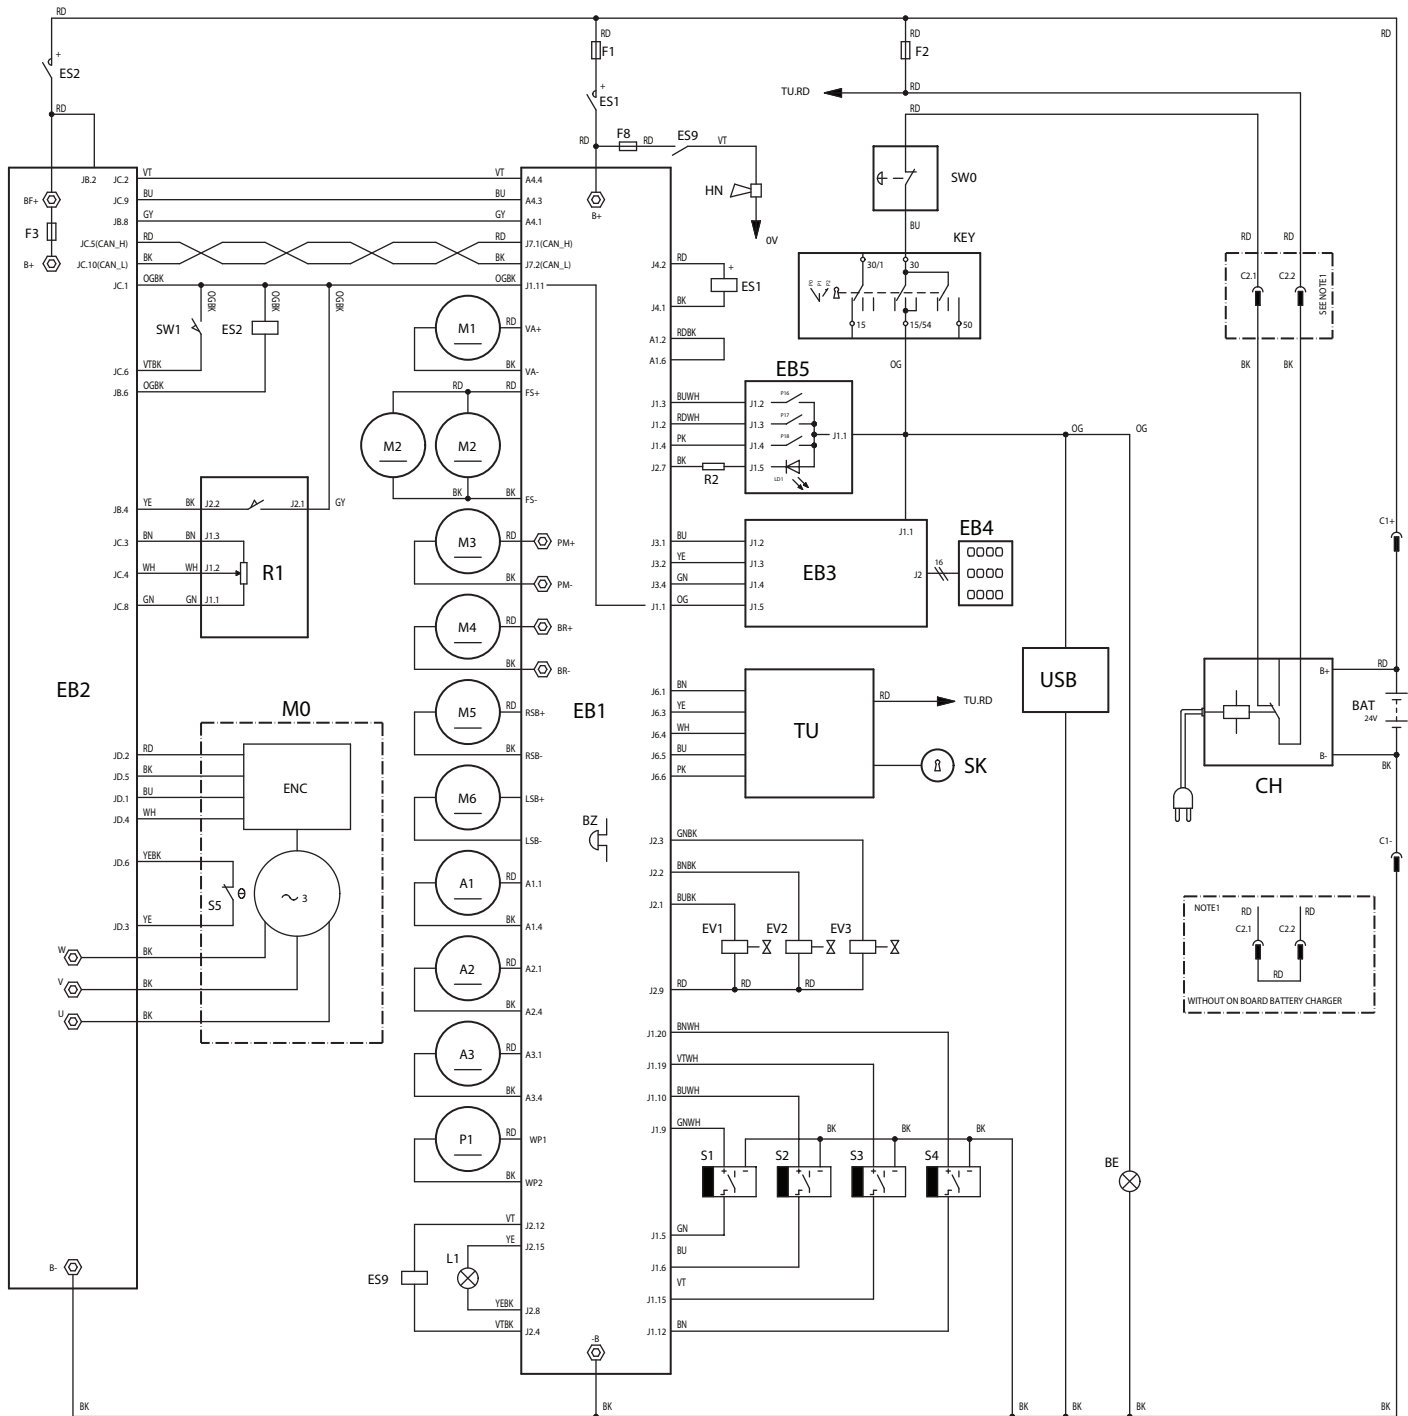 RD RD RD RD
F1 F2
+
ES2
RD
TU.RD
+
ES1
RD
RD
RD F8 RD ES9 VT
SW0
HN
0V
BU
KEY
30/1 30
P0 P1 P2
15 15/54 50
OG
RD RD
C2.1 C2.2
SEE NOTE1
BK BK
JB.2 JC.2 VT VT A4.4
JC.9 BU BU A4.3
JB.8 GY GY A4.1
JC.5(CAN_H) RD RD J7.1(CAN_H)
JC.10(CAN_L) BK BK J7.2(CAN_L)
JC.1 OGBK OGBK J1.11
BF+
F3
B+
B+
OGBK OGBK OGBK
SW1 ES2
JC.6 VTBK
JB.6 OGBK
J4.2 RD
+
ES1
J4.1 BK
A1.2 RDBK
A1.6
M1 RD VA+
BK VA-
RD RD FS+
M2 M2
BK BK FS-
EB5
J1.3 BUWH J1.2 P16
J1.2 RDWH J1.3 P17
J1.4 PK J1.4 P18
J1.1
J2.7 BK R2 J1.5 LD1
OG OG
JB.4 YE BK J2.2 J2.1 GY
JC.3 BN BN J1.3
JC.4 WH WH J1.2
R1
JC.8 GN GN J1.1
M3 RD PM+
BK PM-
M4 RD BR+
BK BR-
J3.1 BU J1.2
J3.2 YE J1.3
J3.4 GN J1.4
J1.1 OG J1.5
EB3
J1.1
J2
16
EB4
C1+
EB2
M0
EB1
M5 RD RSB+
BK RSB-
M6 LSB+
LSB-
BZ
J6.1 BN
J6.3 YE
J6.4 WH
J6.5 BU
J6.6 PK
TU
RD TU.RD
SK
USB
B+ RD
BAT
24V
B-
BK
CH
C1-
JD.2 RD
JD.5 BK
JD.1 BU
JD.4 WH
ENC
JD.6 YEBK
S5 θ
3
JD.3 YE
W BK
V BK
U BK
A1 RD A1.1
BK A1.4
A2 RD A2.1
BK A2.4
A3 RD A3.1
BK A3.4
P1 RD WP1
BK WP2
J2.3 GNBK
J2.2 BNBK
J2.1 BUBK
EV1 EV2 EV3
J2.9 RD RD RD
NOTE1
RD RD
C2.1 C2.2
RD
WITHOUT ON BOARD BATTERY CHARGER
J1.20 BNWH
J1.19 VTWH
J1.10 BUWH
J1.9 GNWH
BK BK BK
S1 S2 S3 S4
+ - + - + - + -
BE
J1.5 GN
BU
J1.6
VT
J1.15
J1.12 BN
VT J2.12
YE J2.15
ES9 L1
YEBK J2.8
VTBK J2.4
B-
-B
BK BK BK BK BK BK